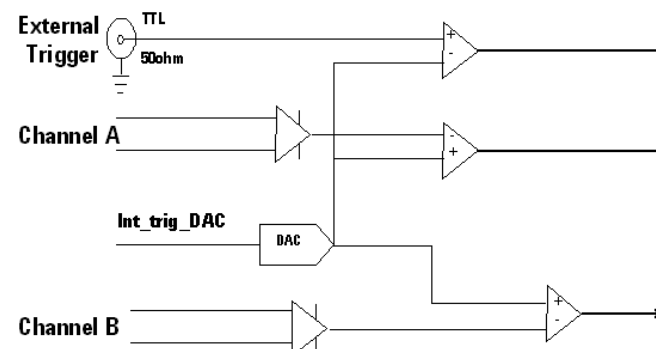 External
Trigger
TTL
50ohm
+
-
Channel A
-
+
Int_trig_DAC
DAC
+
-
Channel B